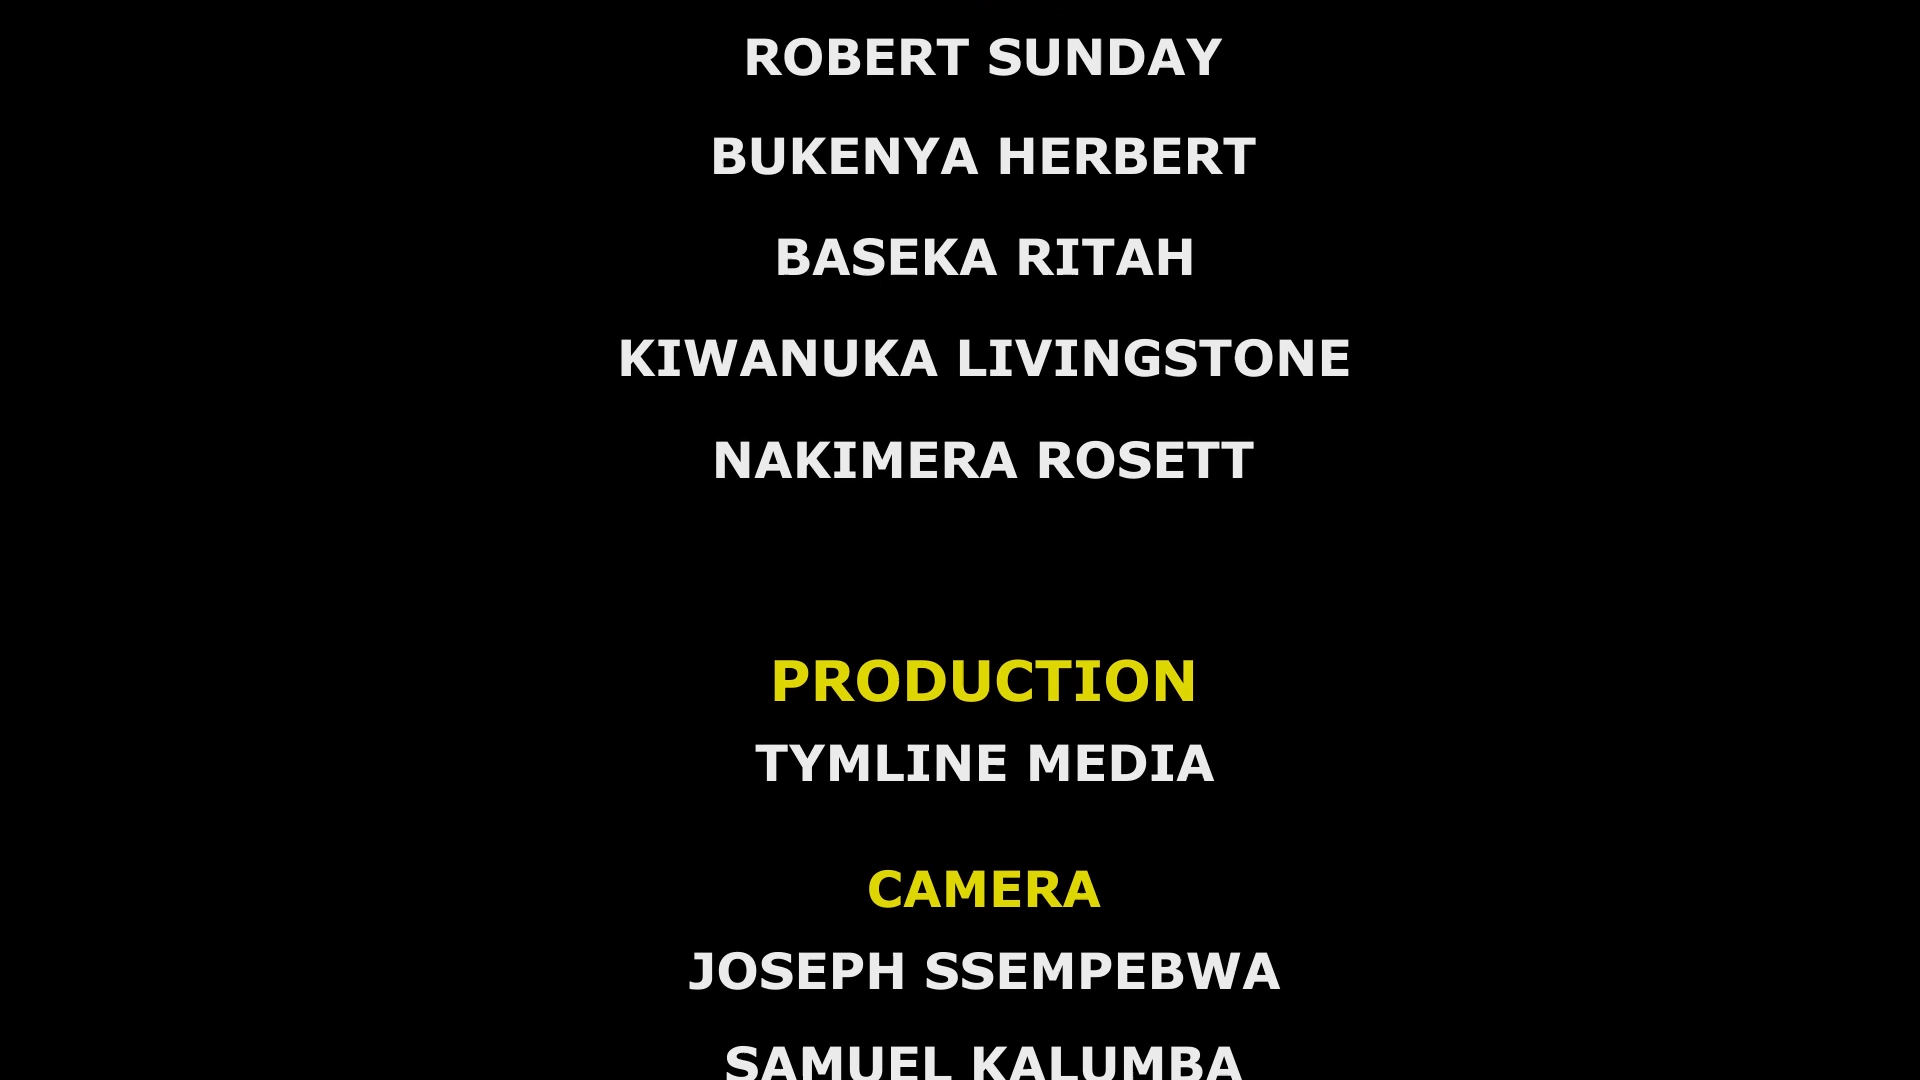 ROBERT SUNDAY
BUKENYA HERBERT
BASEKA RITAH
KIWANUKA LIVINGSTONE
NAKIMERA ROSETT
PRODUCTION
TYMLINE MEDIA
CAMERA
JOSEPH SSEMPEBWA
SAMUEL KALUMBA